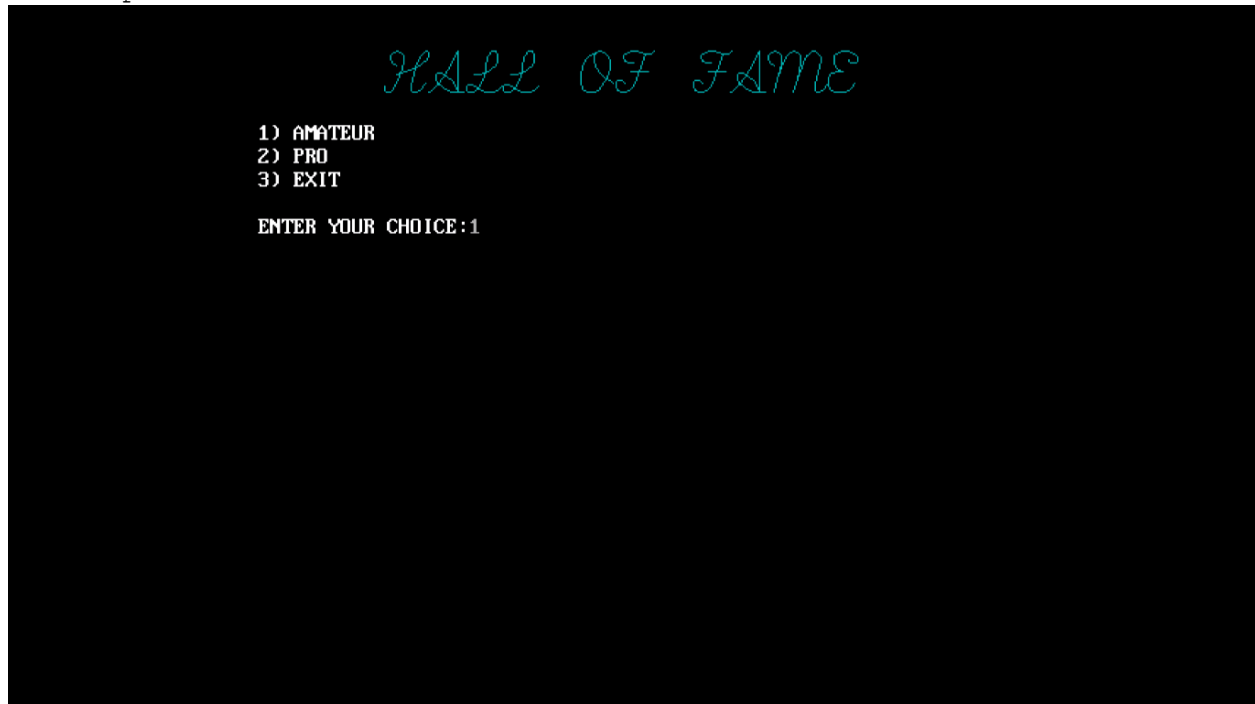 HALL OF FAME
1) AMATEUR
2) PRO
3) EXIT
ENTER YOUR CHOICE:1